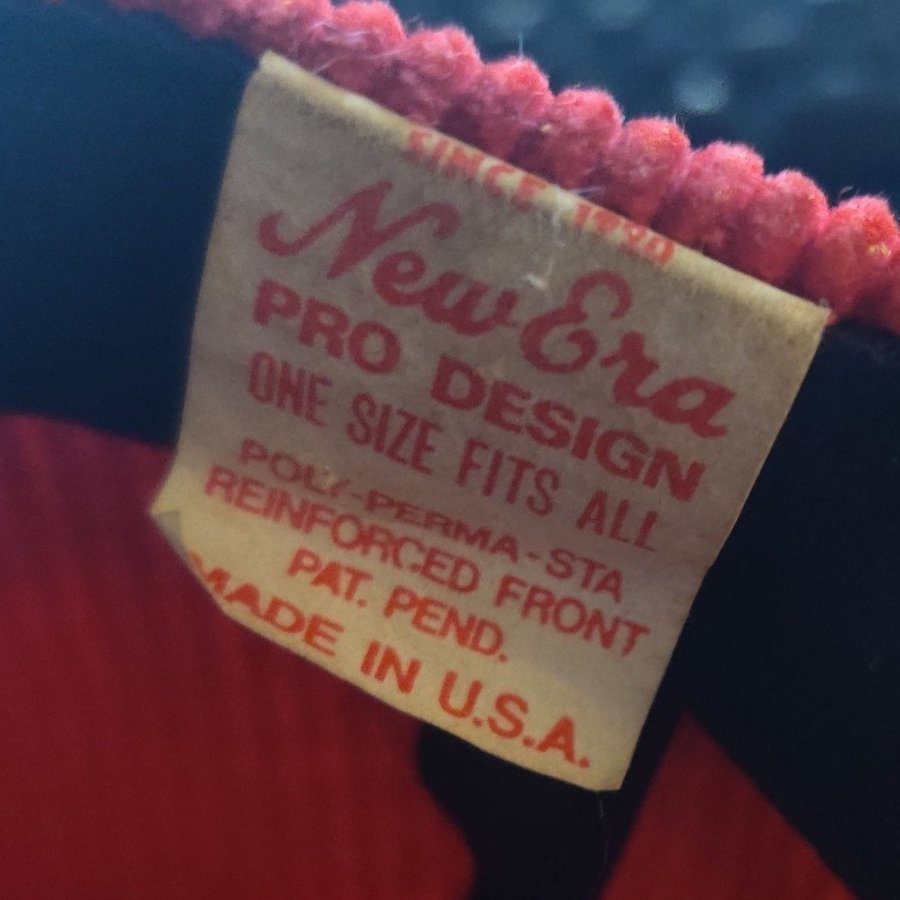 SINCE 1920
New Era
PRO DESIGN
ONE SIZE FITS ALL
POLY-PERMA-STA
REINFORCED FRONT
PAT. PEND.
MADE IN U.S.A.